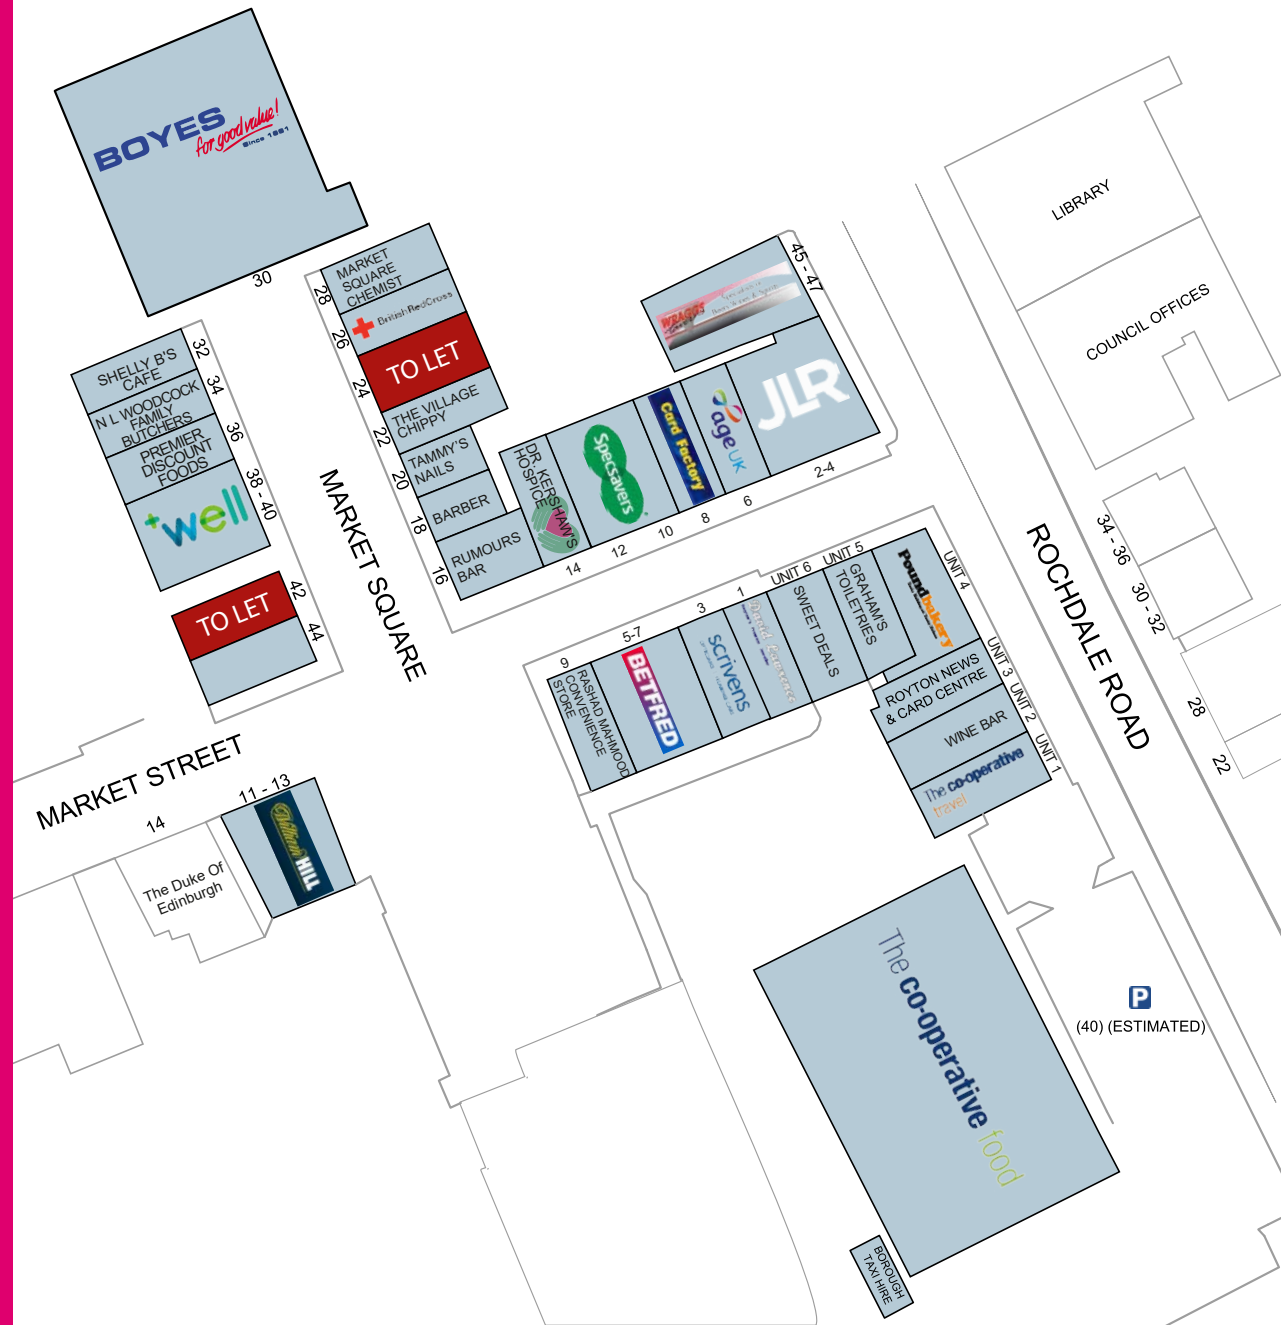 BOYES
for good value!
Since 1881
30
MARKET
SQUARE
CHEMIST
28
BritishRedCross
26
TO LET
24
THE VILLAGE
CHIPPY
22
TAMMY'S
NAILS
20
BARBER
18
RUMOURS
BAR
16
SHELLY B'S
CAFE
32
N L WOODCOCK
FAMILY
BUTCHERS
34
PREMIER
DISCOUNT
FOODS
36
well
38 - 40
TO LET
42
44
MARKET SQUARE
DR. KERSHAW'S
HOSPICE
14
Specsavers
12
10
Card Factory
8
age UK
6
JLR
2-4
WRAGGS
45 - 47
LIBRARY
COUNCIL OFFICES
34 - 36
30 - 32
28
22
ROCHDALE ROAD
9
RASHAD MAHMOOD
CONVENIENCE
STORE
5-7
BETFRED
3
scrivens
1
David Lawrence
UNIT 6
SWEET DEALS
UNIT 5
GRAHAM'S
TOILETRIES
UNIT 4
Poundbakery
UNIT 3
ROYTON NEWS
& CARD CENTRE
UNIT 2
WINE BAR
UNIT 1
The co-operative
travel
MARKET STREET
14
The Duke Of
Edinburgh
11 - 13
William HILL
The co-operative food
P
(40) (ESTIMATED)
BOROUGH
TAXI HIRE